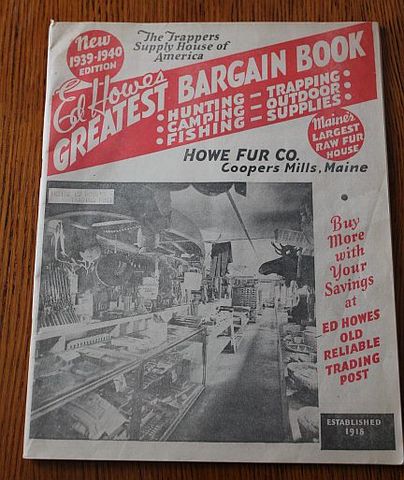 New
1939-1940
EDITION
The Trappers
Supply House of
America
Ed Howes
GREATEST BARGAIN BOOK
• HUNTING — TRAPPING •
• CAMPING — OUTDOOR •
• FISHING — SUPPLIES •
Maine's
LARGEST
RAW FUR
HOUSE
HOWE FUR CO.
Coopers Mills, Maine
Buy
More
with
Your
Savings
at
ED HOWES
OLD
RELIABLE
TRADING
POST
ESTABLISHED
1918